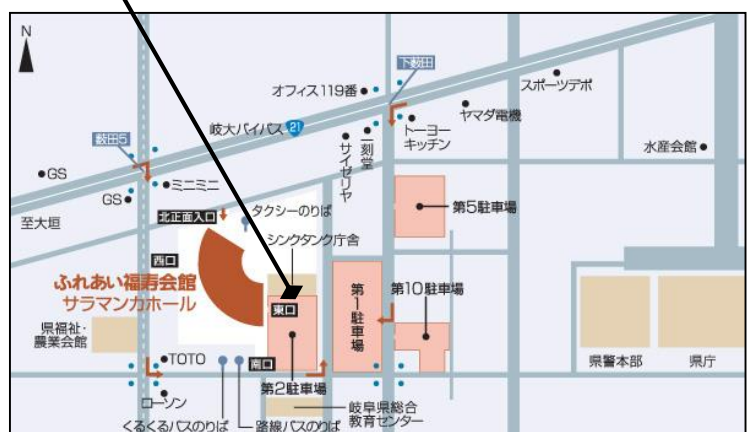 N
下藪田
オフィス119番
スポーツデポ
ヤマダ電機
岐大バイパス 21
トーヨー
キッチン
一刻堂
サイゼリヤ
水産会館
藪田5
GS
ミニミニ
GS
至大垣
北正面入口
タクシーのりば
第5駐車場
シンクタンク庁舎
西口
ふれあい福寿会館
サラマンカホール
東口
第1駐車場
第10駐車場
県福祉・
農業会館
TOTO
南口
県警本部
県庁
第2駐車場
ローソン
岐阜県総合
教育センター
くるくるバスのりば
路線バスのりば